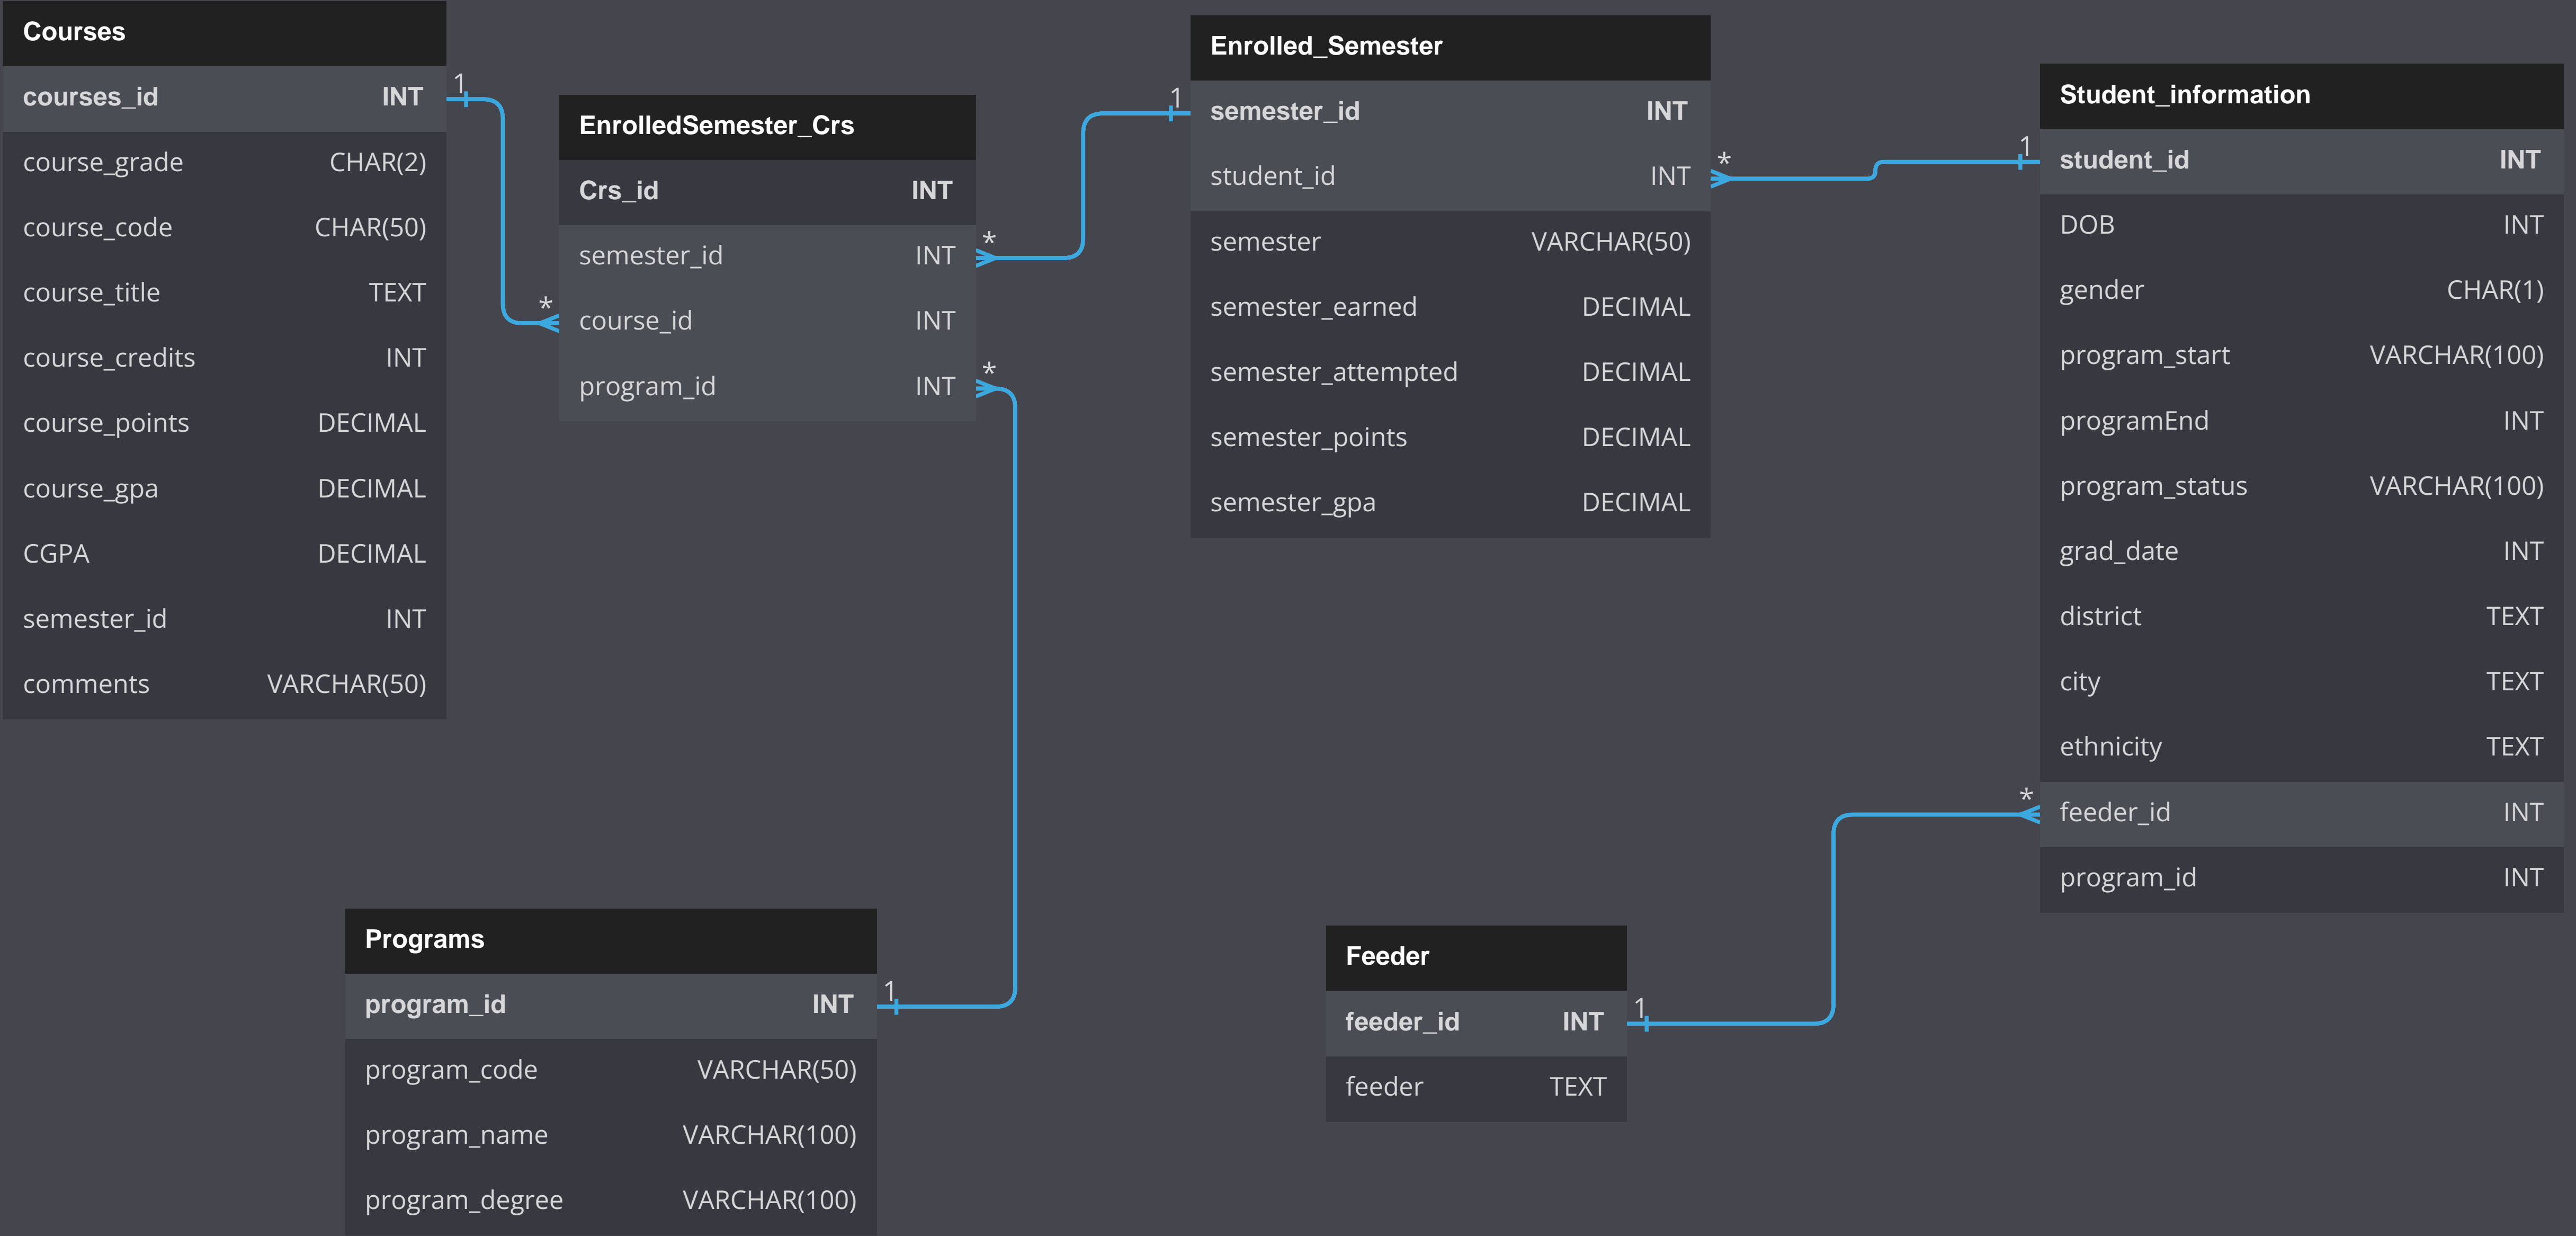 Courses
courses_id INT
course_grade CHAR(2)
course_code CHAR(50)
course_title TEXT
course_credits INT
course_points DECIMAL
course_gpa DECIMAL
CGPA DECIMAL
semester_id INT
comments VARCHAR(50)
1
*
EnrolledSemester_Crs
Crs_id INT
semester_id INT
course_id INT
program_id INT
*
*
1
Enrolled_Semester
semester_id INT
student_id INT
semester VARCHAR(50)
semester_earned DECIMAL
semester_attempted DECIMAL
semester_points DECIMAL
semester_gpa DECIMAL
*
1
Student_information
student_id INT
DOB INT
gender CHAR(1)
program_start VARCHAR(100)
programEnd INT
program_status VARCHAR(100)
grad_date INT
district TEXT
city TEXT
ethnicity TEXT
feeder_id INT
program_id INT
*
Programs
program_id INT
program_code VARCHAR(50)
program_name VARCHAR(100)
program_degree VARCHAR(100)
1
Feeder
feeder_id INT
feeder TEXT
1